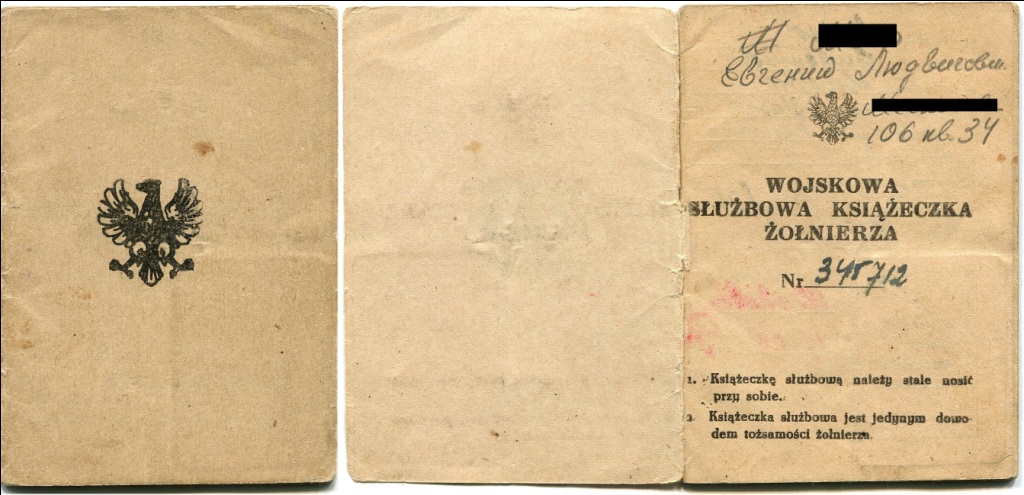 Евгений Людвигович
106 кв. 34
WOJSKOWA
SŁUŻBOWA KSIĄŻECZKA
ŻOŁNIERZA
Nr 345712
1. Książeczkę służbową należy stale nosić
przy sobie.
2. Książeczka służbowa jest jedynym dowo-
dem tożsamości żołnierza.